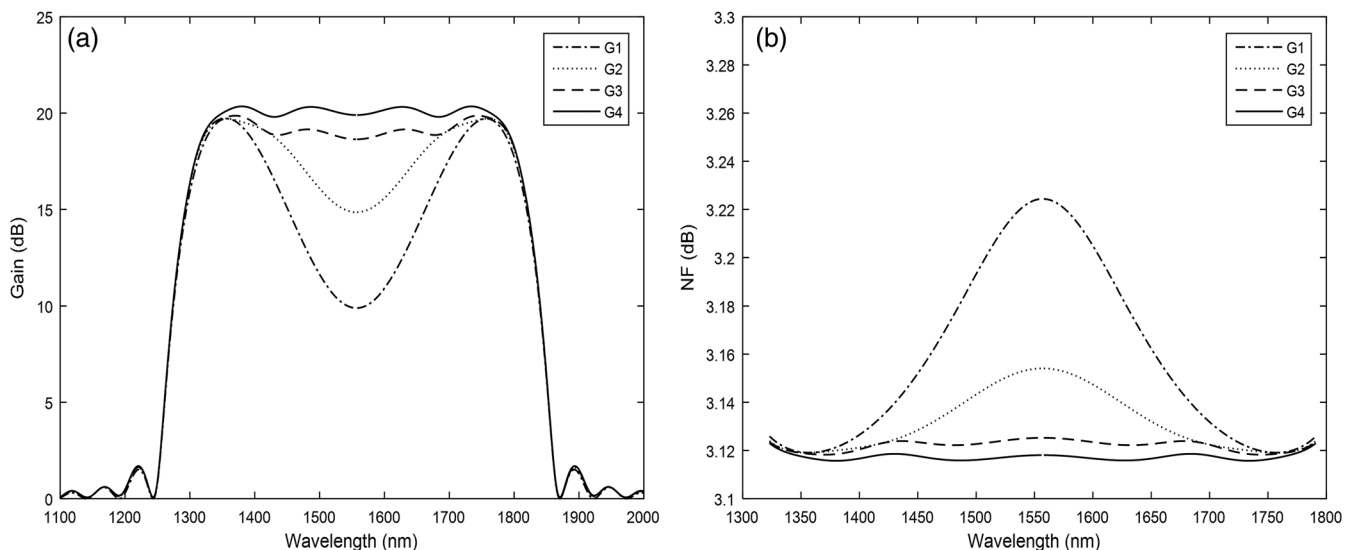 (a)
25
20
15
10
5
0
Gain (dB)
1100 1200 1300 1400 1500 1600 1700 1800 1900 2000
Wavelength (nm)
G1
G2
G3
G4
(b)
3.3
3.28
3.26
3.24
3.22
3.2
3.18
3.16
3.14
3.12
3.1
NF (dB)
1300 1350 1400 1450 1500 1550 1600 1650 1700 1750 1800
Wavelength (nm)
G1
G2
G3
G4